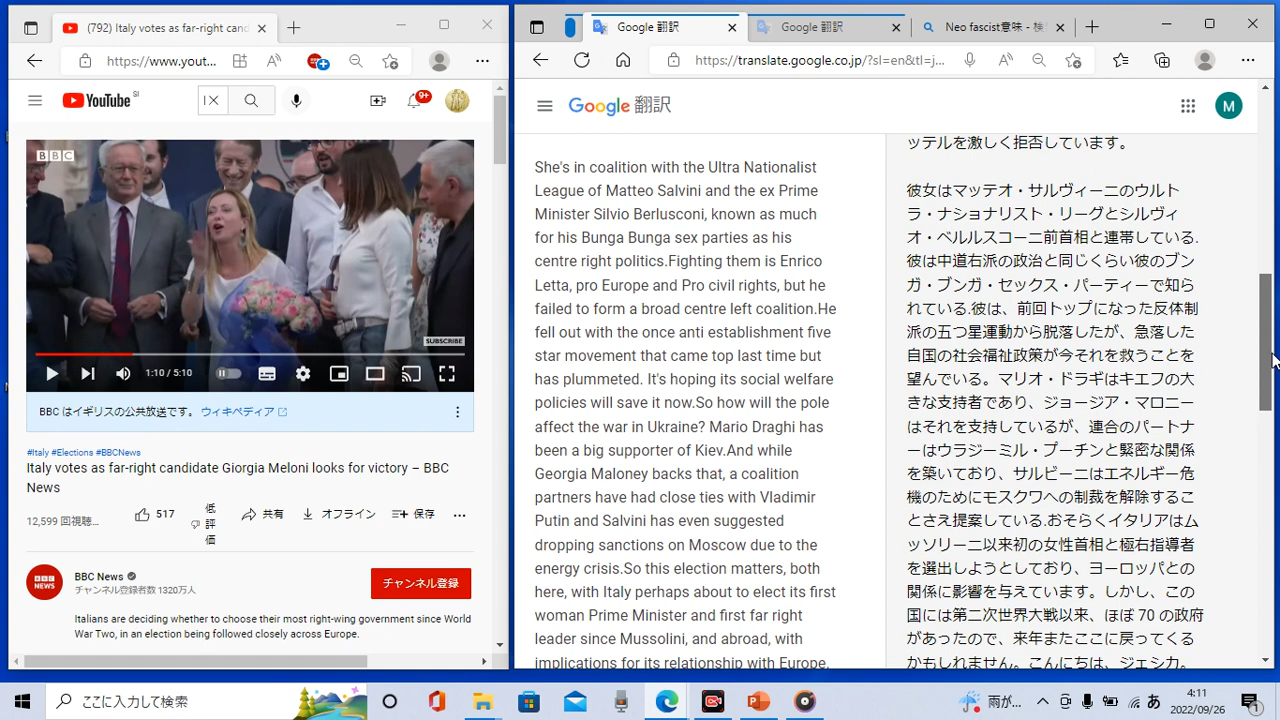 (792) Italy votes as far-right cand
https://www.yout...
YouTube
SI
9+
BBC
SUBSCRIBE
1:10 / 5:10
BBC はイギリスの公共放送です。 ウィキペディア
#Italy #Elections #BBCNews
Italy votes as far-right candidate Giorgia Meloni looks for victory – BBC
News
12,599 回視聴...
517
低評価
共有
オフライン
保存
BBC NEWS
BBC News
チャンネル登録者数 1320万人
チャンネル登録
Italians are deciding whether to choose their most right-wing government since World
War Two, in an election being followed closely across Europe.
Google 翻訳
Google 翻訳
Neo fascist意味 - 検
https://translate.google.co.jp/?sl=en&tl=j...
Google 翻訳
M
She's in coalition with the Ultra Nationalist
League of Matteo Salvini and the ex Prime
Minister Silvio Berlusconi, known as much
for his Bunga Bunga sex parties as his
centre right politics.Fighting them is Enrico
Letta, pro Europe and Pro civil rights, but he
failed to form a broad centre left coalition.He
fell out with the once anti establishment five
star movement that came top last time but
has plummeted. It's hoping its social welfare
policies will save it now.So how will the pole
affect the war in Ukraine? Mario Draghi has
been a big supporter of Kiev.And while
Georgia Maloney backs that, a coalition
partners have had close ties with Vladimir
Putin and Salvini has even suggested
dropping sanctions on Moscow due to the
energy crisis.So this election matters, both
here, with Italy perhaps about to elect its first
woman Prime Minister and first far right
leader since Mussolini, and abroad, with
implications for its relationship with Europe.
ッテルを激しく拒否しています。
彼女はマッテオ・サルヴィーニのウルト
ラ・ナショナリスト・リーグとシルヴィ
オ・ベルルスコーニ前首相と連帯している.
彼は中道右派の政治と同じくらい彼のブン
ガ・ブンガ・セックス・パーティーで知ら
れている.彼は、前回トップになった反体制
派の五つ星運動から脱落したが、急落した
自国の社会福祉政策が今それを救うことを
望んでいる。マリオ・ドラギはキエフの大
きな支持者であり、ジョージア・マロニー
はそれを支持しているが、連合のパートナ
ーはウラジーミル・プーチンと緊密な関係
を築いており、サルビーニはエネルギー危
機のためにモスクワへの制裁を解除するこ
とさえ提案している.おそらくイタリアはム
ッソリーニ以来初の女性首相と極右指導者
を選出しようとしており、ヨーロッパとの
関係に影響を与えています。しかし、この
国には第二次世界大戦以来、ほぼ 70 の政府
があったので、来年またここに戻ってくる
かもしれません。こんにちは、ジェシカ。
ここに入力して検索
雨が...
あ
4:11
2022/09/26
1